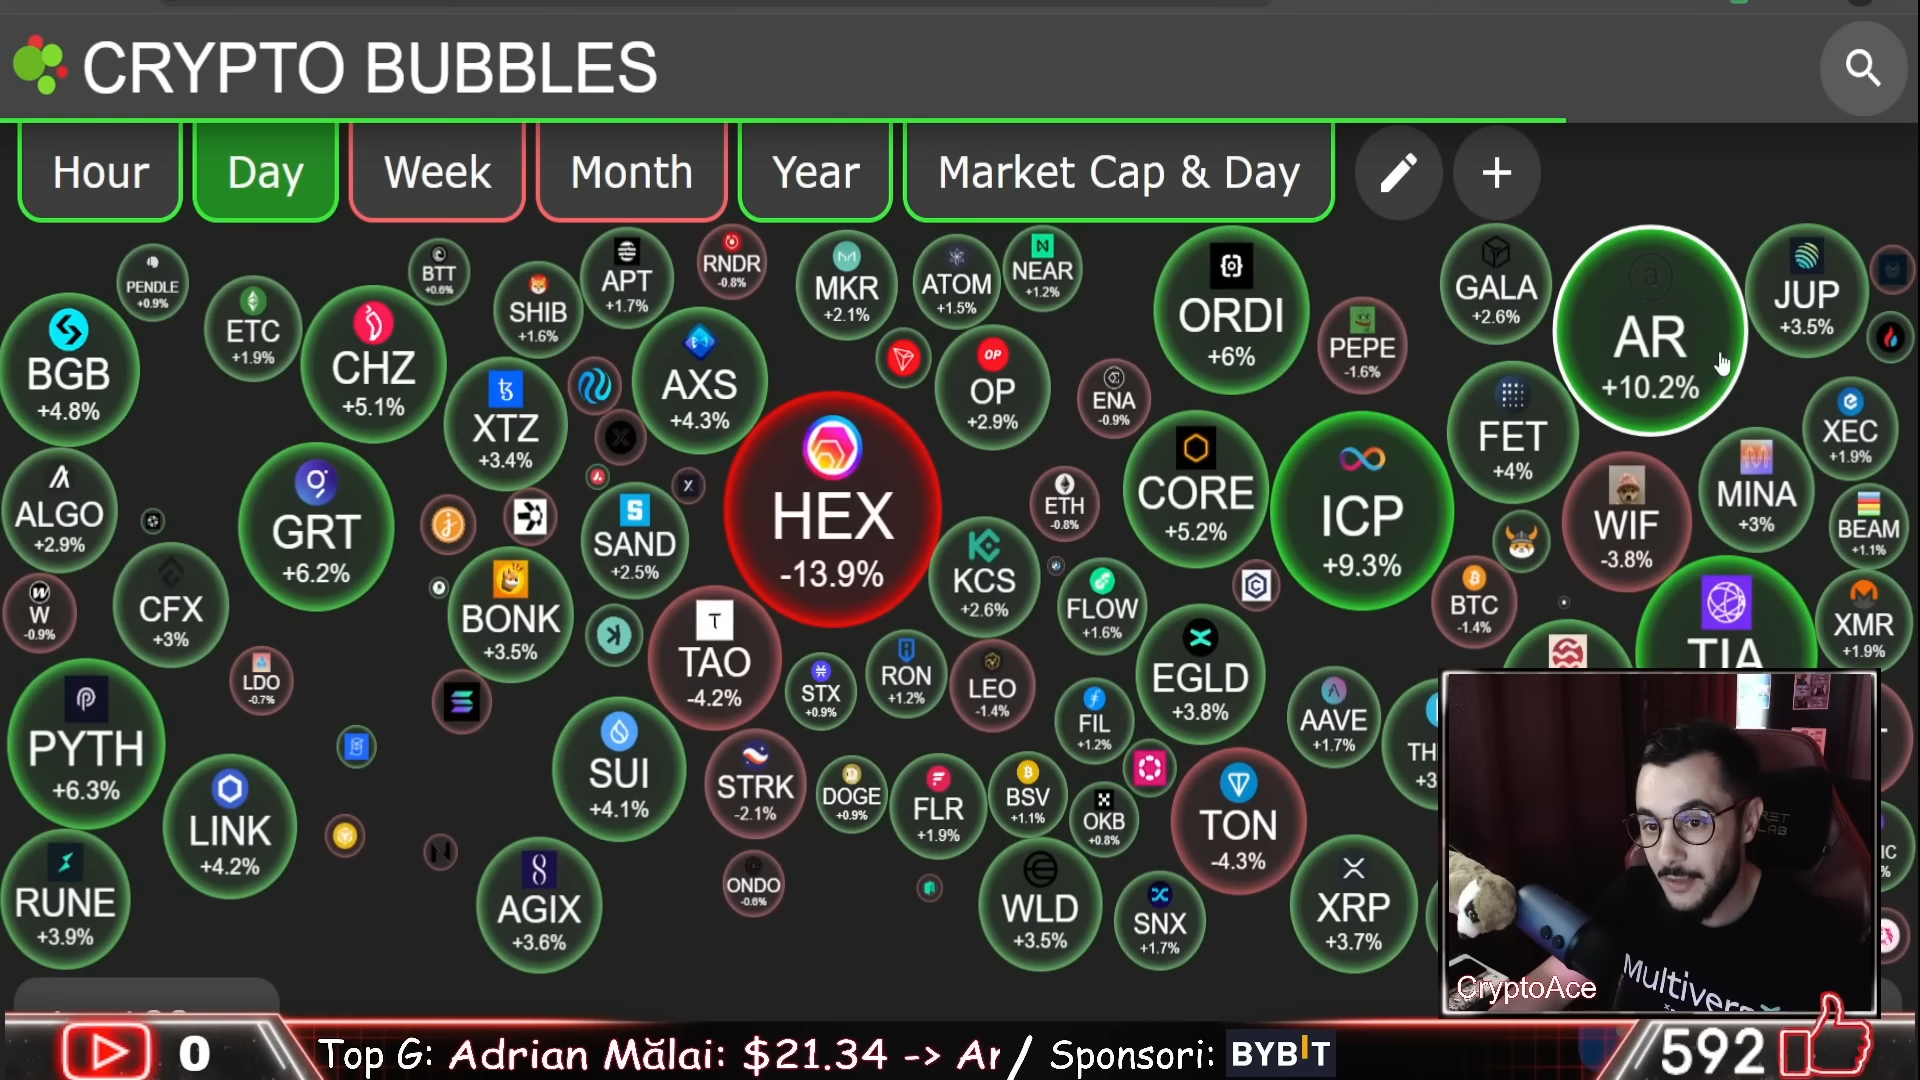 CRYPTO BUBBLES
Hour
Day
Week
Month
Year
Market Cap & Day
PENDLE
+0.9%
BTT
+0.6%
APT
+1.7%
RNDR
-0.8%
MKR
+2.1%
ATOM
+1.5%
NEAR
+1.2%
ORDI
+6%
GALA
+2.6%
AR
+10.2%
JUP
+3.5%
BGB
+4.8%
ETC
+1.9%
CHZ
+5.1%
SHIB
+1.6%
AXS
+4.3%
OP
OP
+2.9%
PEPE
-1.6%
XTZ
+3.4%
ENA
-0.9%
FET
+4%
XEC
+1.9%
ALGO
+2.9%
GRT
+6.2%
SAND
+2.5%
HEX
-13.9%
ETH
-0.8%
CORE
+5.2%
ICP
+9.3%
WIF
-3.8%
MINA
+3%
BEAM
+1.1%
W
-0.9%
CFX
+3%
BONK
+3.5%
KCS
+2.6%
FLOW
+1.6%
BTC
-1.4%
TIA
XMR
+1.9%
LDO
-0.7%
TAO
-4.2%
STX
+0.9%
RON
+1.2%
LEO
-1.4%
FIL
+1.2%
EGLD
+3.8%
AAVE
+1.7%
TH
+3
PYTH
+6.3%
LINK
+4.2%
SUI
+4.1%
STRK
-2.1%
DOGE
+0.9%
FLR
+1.9%
BSV
+1.1%
OKB
+0.8%
TON
-4.3%
RUNE
+3.9%
AGIX
+3.6%
ONDO
-0.6%
WLD
+3.5%
SNX
+1.7%
XRP
+3.7%
IC
%
RET
LAB
Multivers
CryptoAce
0
Top G: Adrian Mălai: $21.34 -> Ar / Sponsori: BYBIT
592